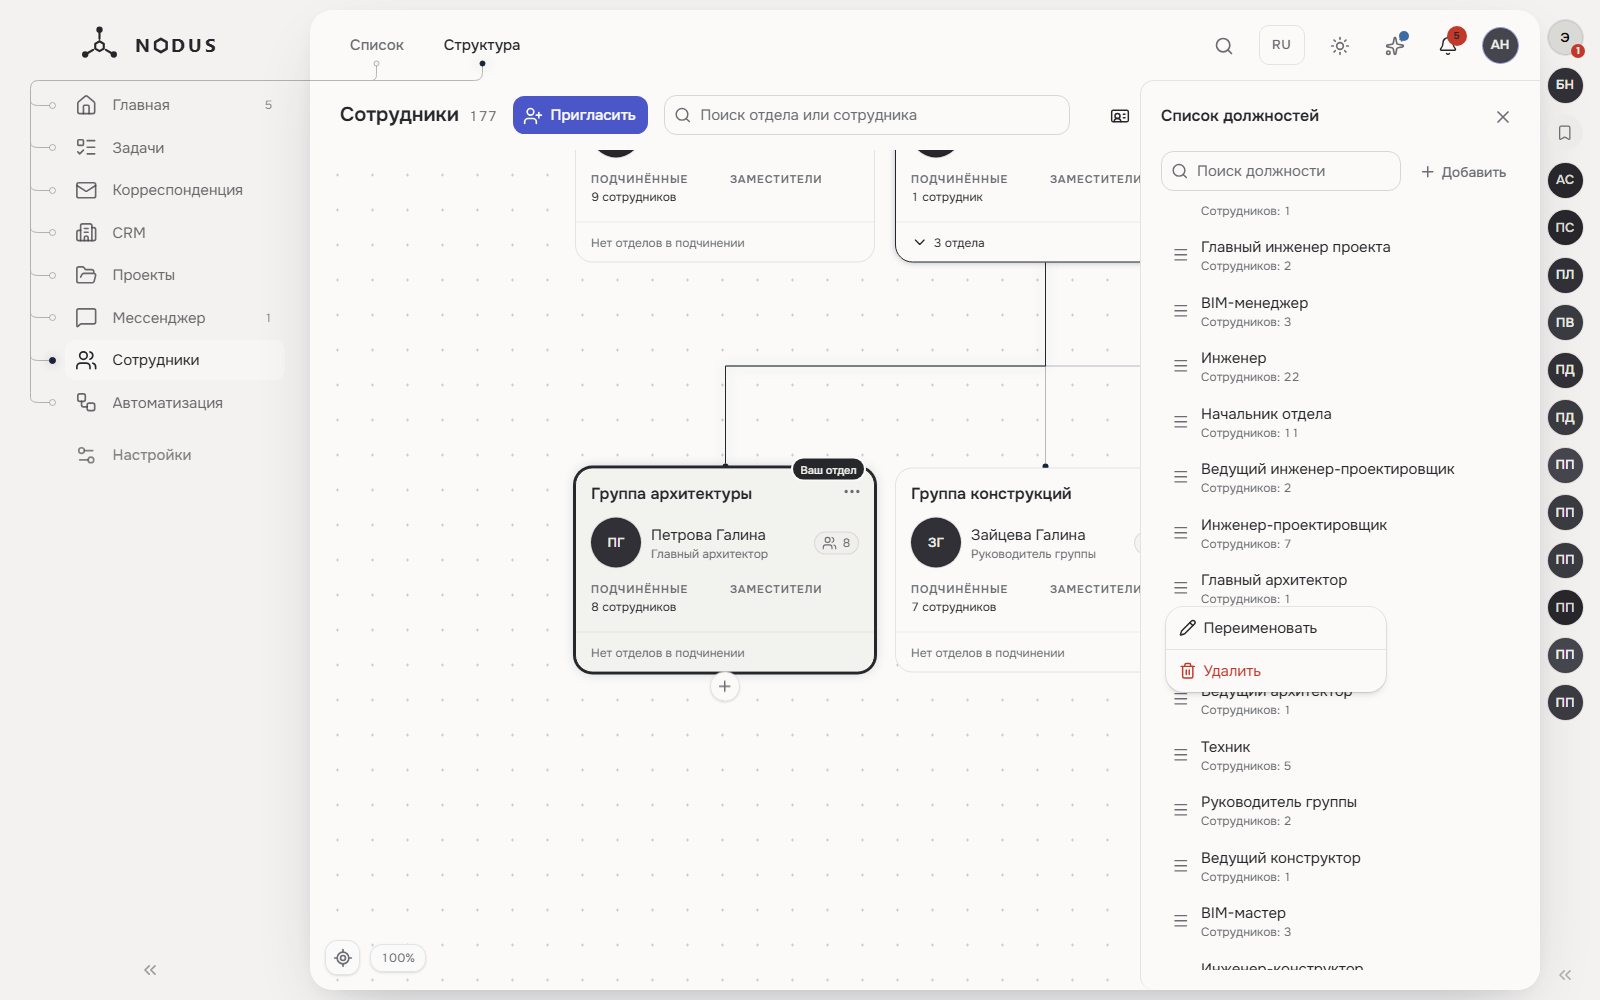 NODUS
Главная 5
Задачи
Корреспонденция
CRM
Проекты
Мессенджер 1
Сотрудники
Автоматизация
Настройки
Список Структура
RU
5
АН
Сотрудники 177
Пригласить
Поиск отдела или сотрудника
ПОДЧИНЁННЫЕ ЗАМЕСТИТЕЛИ
9 сотрудников
Нет отделов в подчинении
ПОДЧИНЁННЫЕ ЗАМЕСТИТЕЛИ
1 сотрудник
3 отдела
Ваш отдел
Группа архитектуры
ПГ
Петрова Галина
Главный архитектор
8
ПОДЧИНЁННЫЕ ЗАМЕСТИТЕЛИ
8 сотрудников
Нет отделов в подчинении
Группа конструкций
ЗГ
Зайцева Галина
Руководитель группы
ПОДЧИНЁННЫЕ ЗАМЕСТИТЕЛИ
7 сотрудников
Нет отделов в подчинении
100%
Список должностей
Поиск должности
Добавить
Сотрудников: 1
Главный инженер проекта
Сотрудников: 2
BIM-менеджер
Сотрудников: 3
Инженер
Сотрудников: 22
Начальник отдела
Сотрудников: 11
Ведущий инженер-проектировщик
Сотрудников: 2
Инженер-проектировщик
Сотрудников: 7
Главный архитектор
Сотрудников: 1
Переименовать
Удалить
Ведущий архитектор
Сотрудников: 1
Техник
Сотрудников: 5
Руководитель группы
Сотрудников: 2
Ведущий конструктор
Сотрудников: 1
BIM-мастер
Сотрудников: 3
Инженер-конструктор
Э
1
БН
АС
ПС
ПЛ
ПВ
ПД
ПД
ПП
ПП
ПП
ПП
ПП
ПП